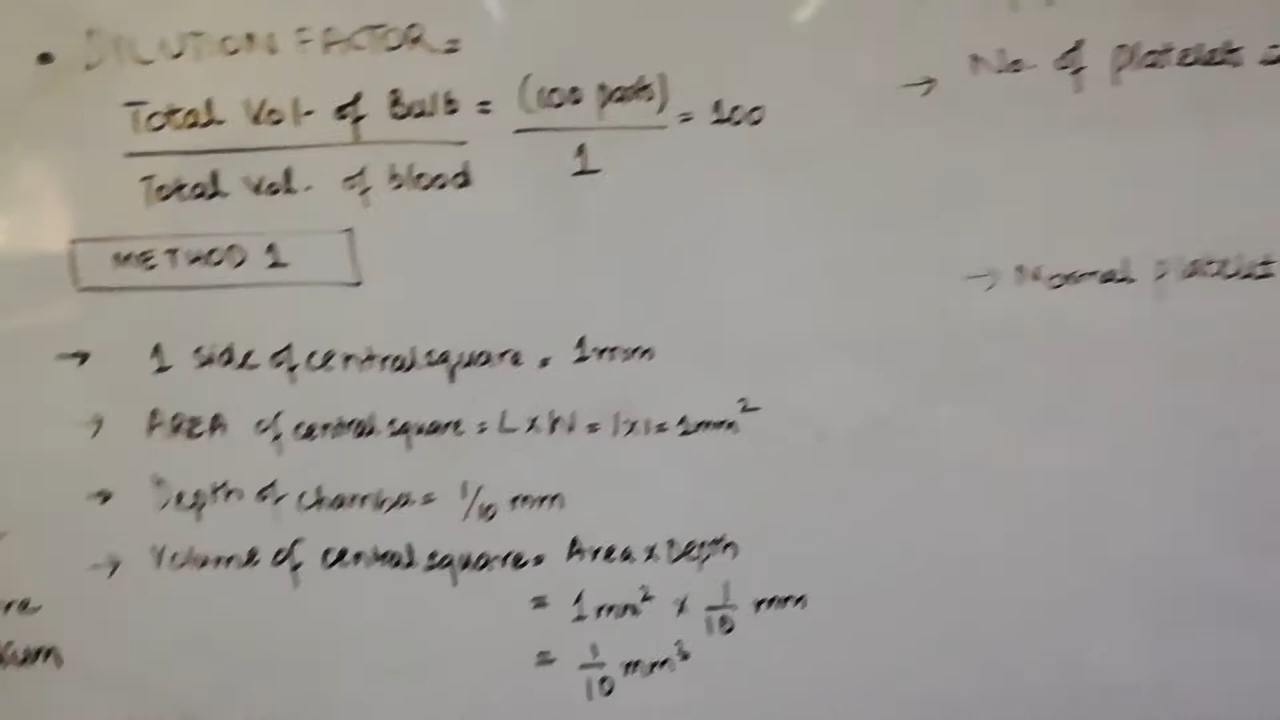 • DILUTION FACTOR =
Total Vol. of Bulb = (100 parts) = 100
Total Vol. of blood 1
METHOD 1
→ 1 side of central square = 1mm
→ AREA of central square = L x W = 1x1 = 1mm²
→ Depth of chamber = 1/10 mm
→ Volume of central square = Area x Depth
= 1mm² x 1/10 mm
= 1/10 mm³
→ No. of platelets =
→ Normal platelet